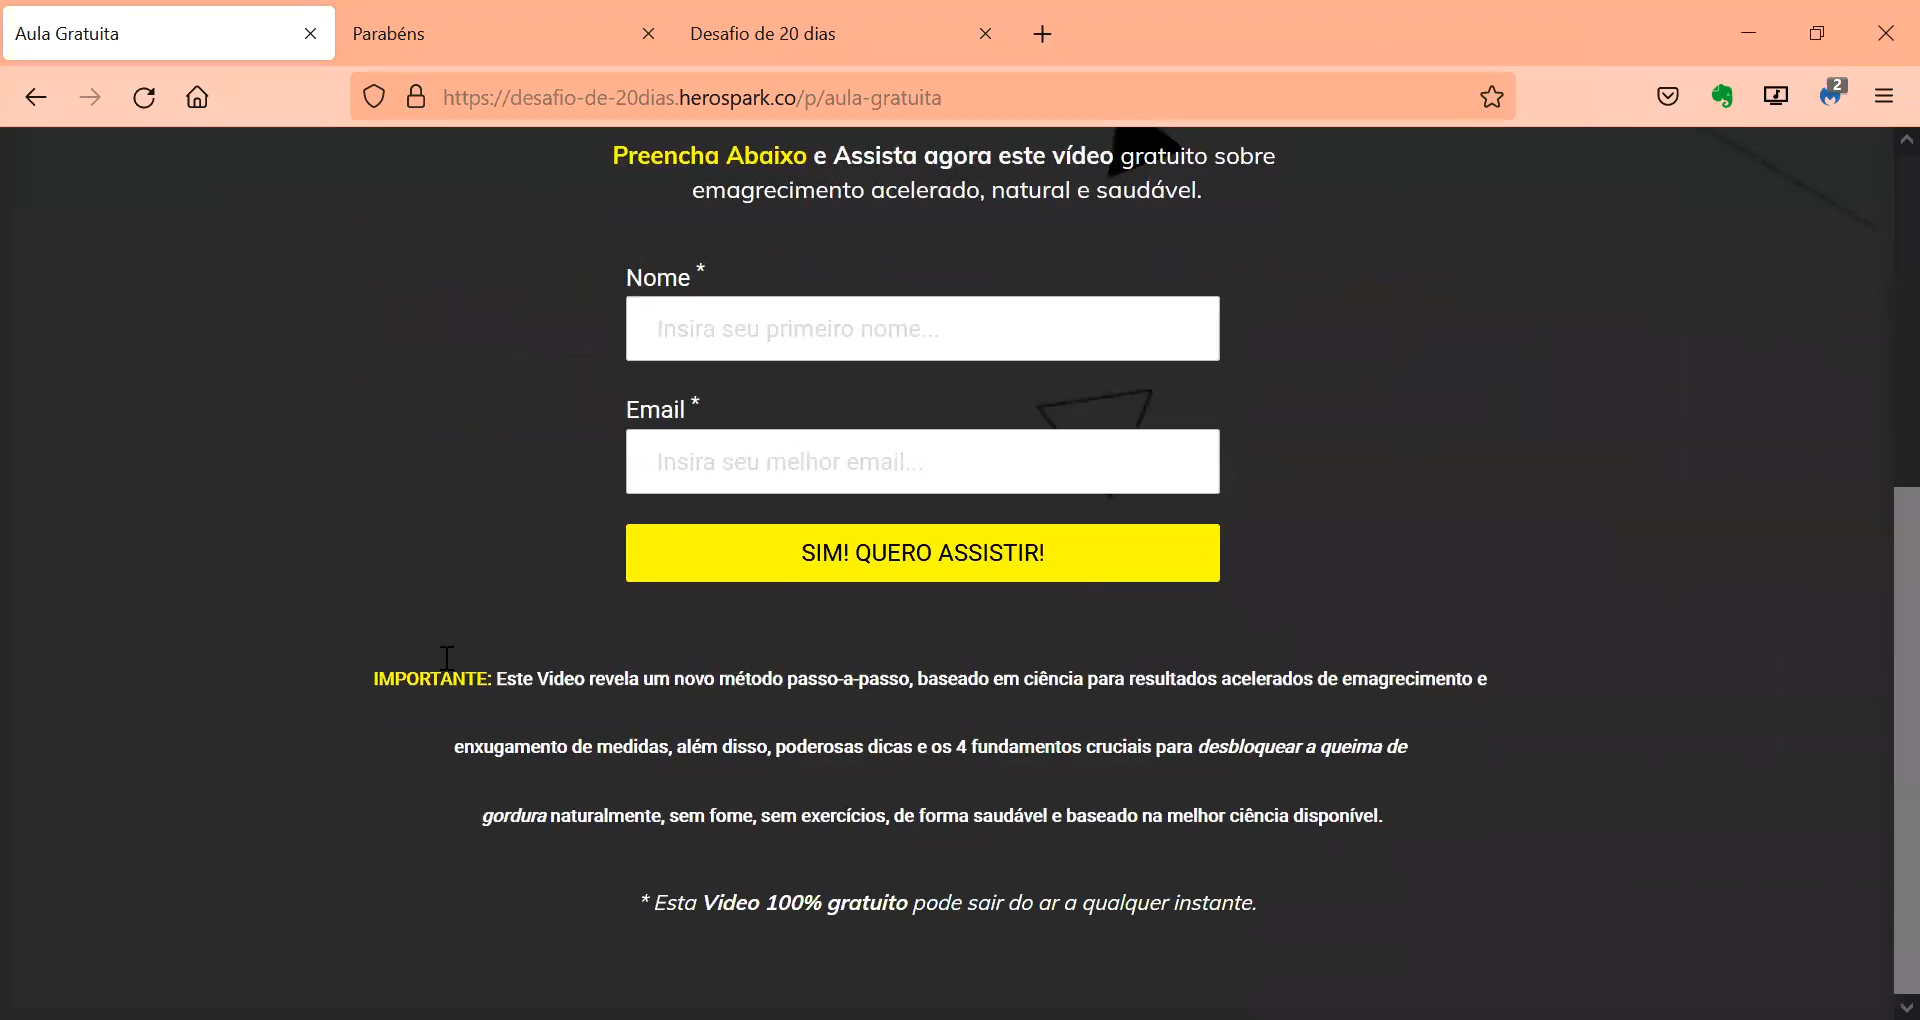 Aula Gratuita
Parabéns
Desafio de 20 dias
https://desafio-de-20dias.herospark.co/p/aula-gratuita
2
Preencha Abaixo e Assista agora este vídeo gratuito sobre
emagrecimento acelerado, natural e saudável.
Nome *
Insira seu primeiro nome...
Email *
Insira seu melhor email...
SIM! QUERO ASSISTIR!
IMPORTANTE: Este Video revela um novo método passo-a-passo, baseado em ciência para resultados acelerados de emagrecimento e
enxugamento de medidas, além disso, poderosas dicas e os 4 fundamentos cruciais para desbloquear a queima de
gordura naturalmente, sem fome, sem exercícios, de forma saudável e baseado na melhor ciência disponível.
* Esta Video 100% gratuito pode sair do ar a qualquer instante.